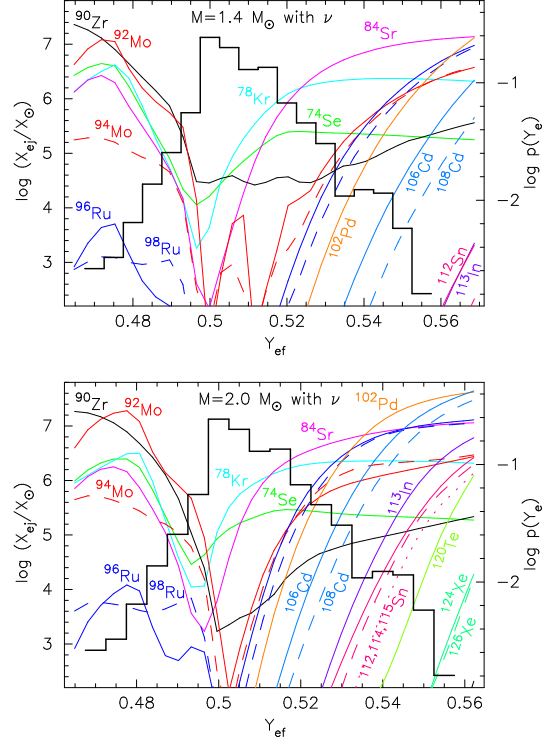 M=1.4 M⊙ with ν
⁹⁰Zr
⁹²Mo
⁸⁴Sr
⁷⁸Kr
⁷⁴Se
⁹⁴Mo
⁹⁶Ru
⁹⁸Ru
¹⁰²Pd
¹⁰⁶Cd
¹⁰⁸Cd
¹¹²Sn
¹¹³In
log (X_ej/X⊙)
7
6
5
4
3
log p(Y_e)
−1
−2
0.48 0.5 0.52 0.54 0.56
Y_ef
M=2.0 M⊙ with ν
⁹⁰Zr
⁹²Mo
¹⁰²Pd
⁸⁴Sr
⁷⁸Kr
⁷⁴Se
⁹⁴Mo
¹¹³In
⁹⁶Ru
⁹⁸Ru
¹⁰⁶Cd
¹⁰⁸Cd
¹¹²,¹¹⁴,¹¹⁵Sn
¹²⁰Te
¹²⁴Xe
¹²⁶Xe
log (X_ej/X⊙)
7
6
5
4
3
log p(Y_e)
−1
−2
0.48 0.5 0.52 0.54 0.56
Y_ef